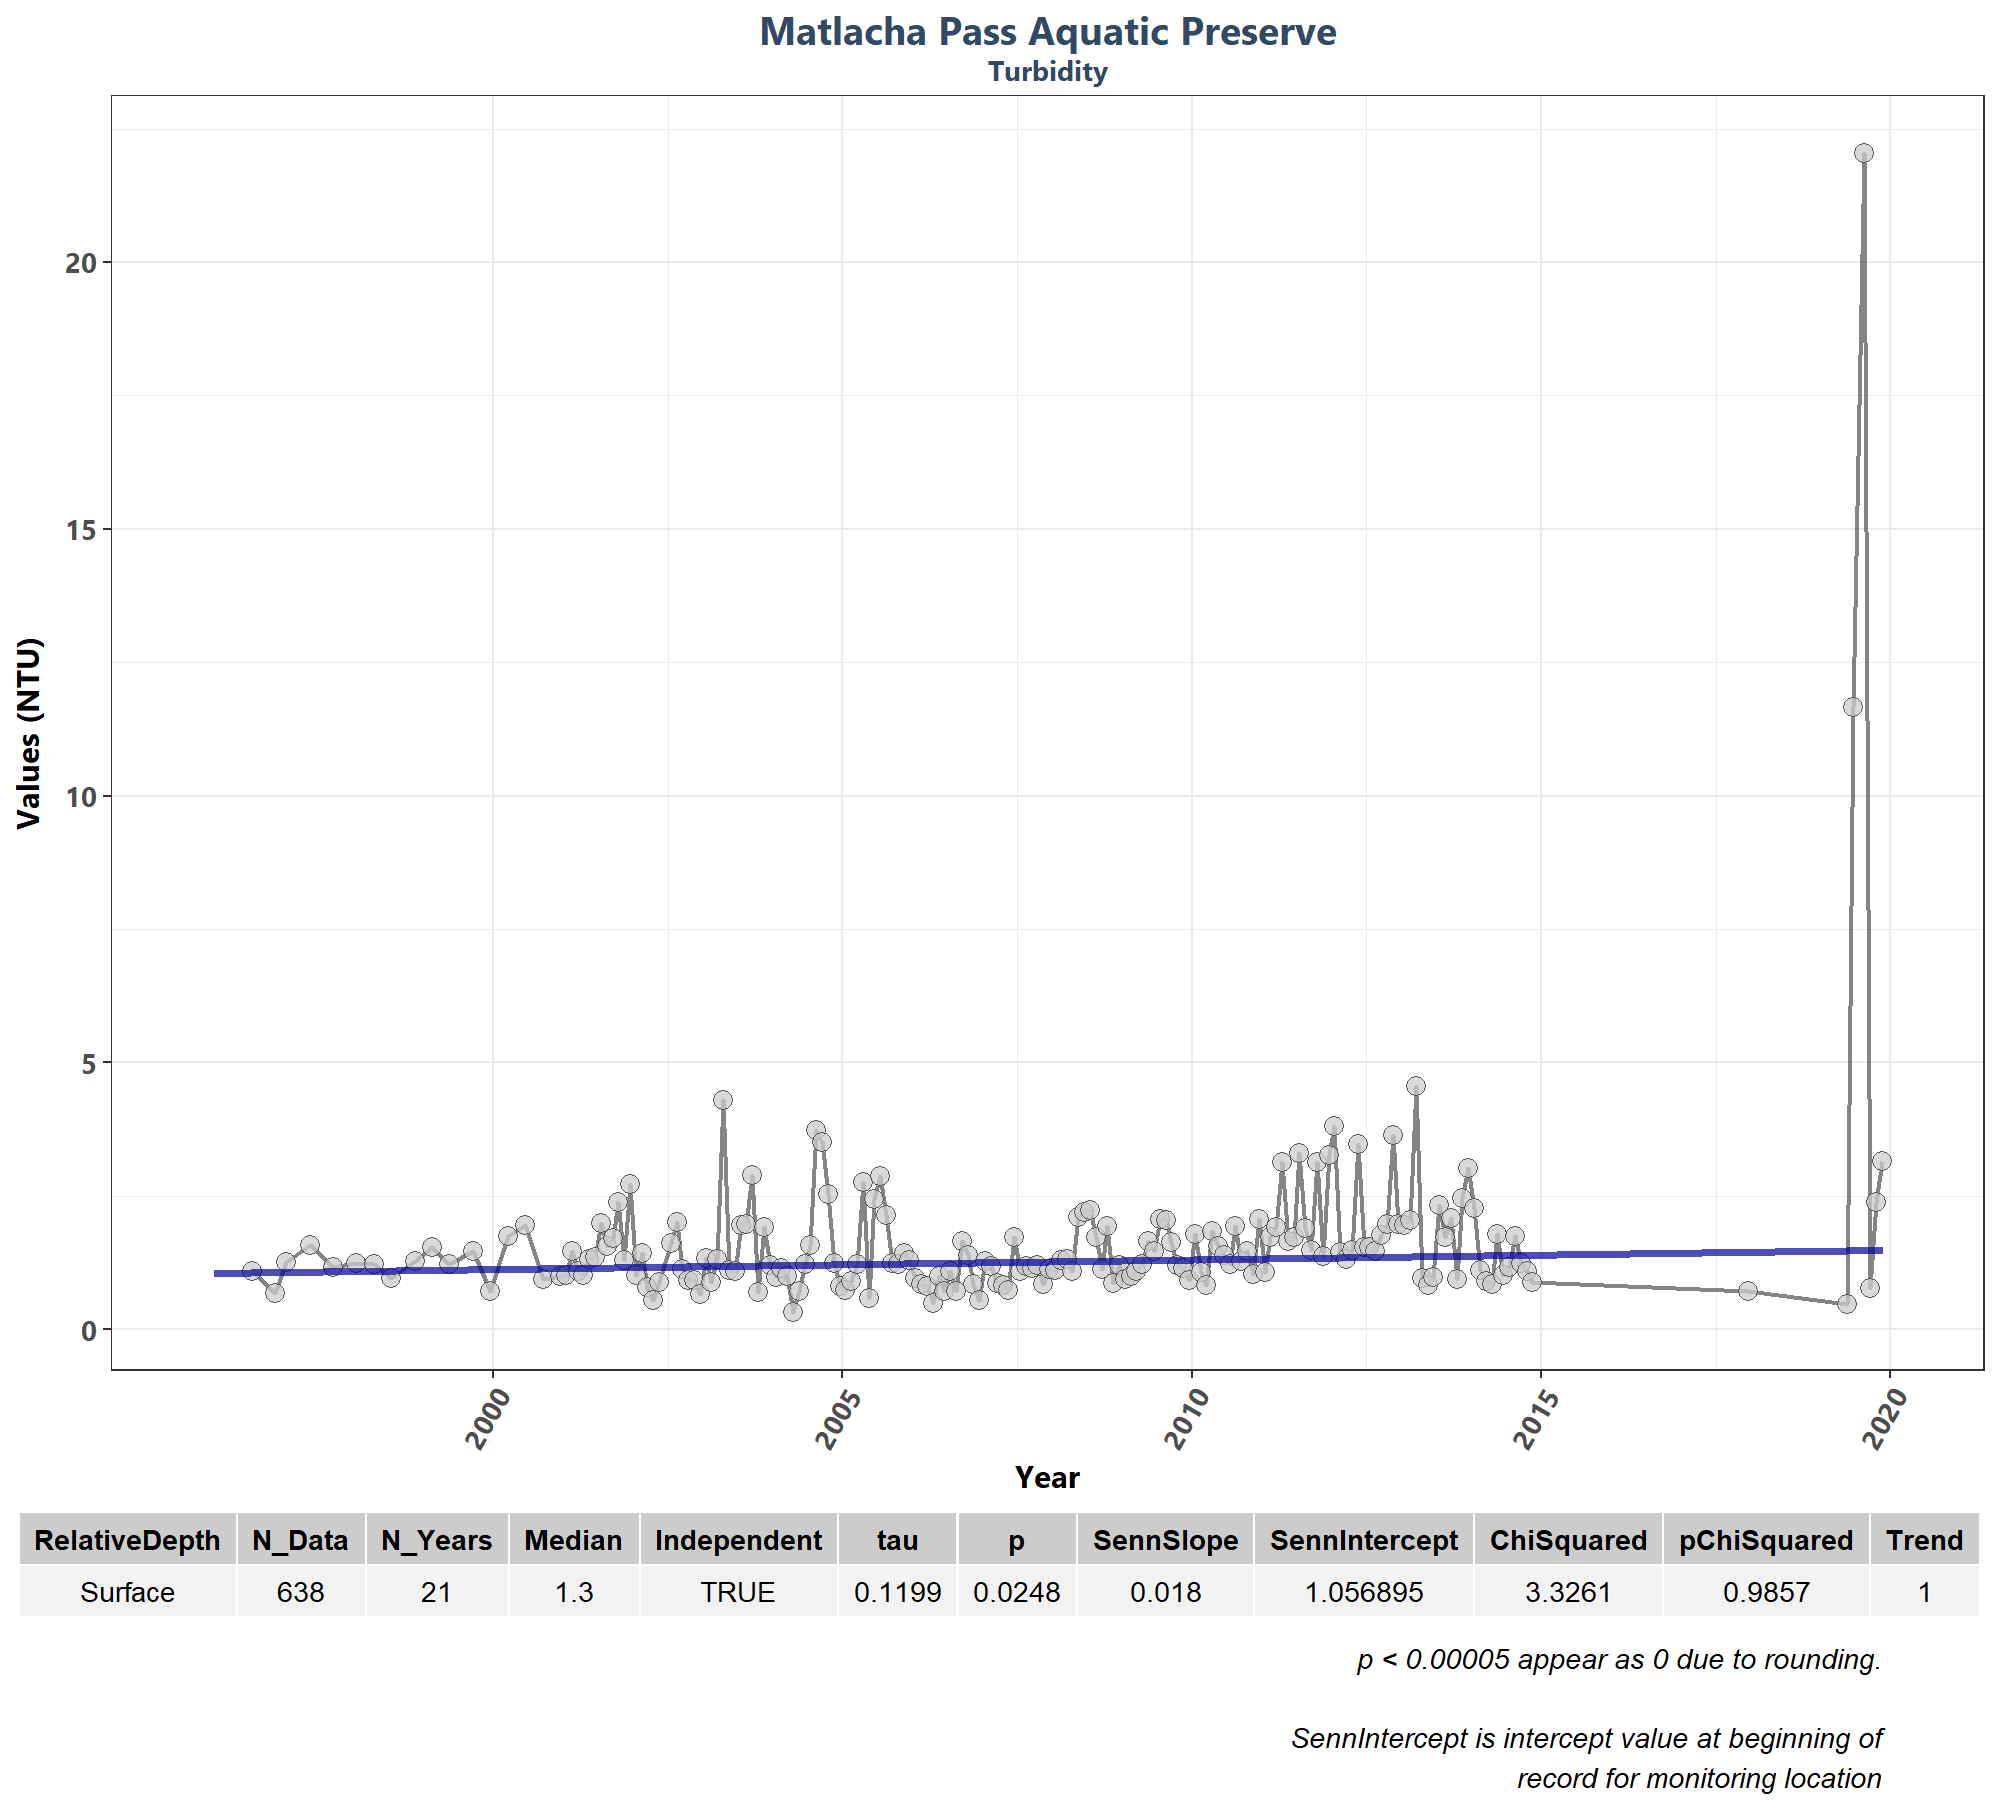 Matlacha Pass Aquatic Preserve
Turbidity
Values (NTU)
20
15
10
5
0
2000 2005 2010 2015 2020
Year
RelativeDepth N_Data N_Years Median Independent tau p SennSlope SennIntercept ChiSquared pChiSquared Trend
Surface 638 21 1.3 TRUE 0.1199 0.0248 0.018 1.056895 3.3261 0.9857 1
p < 0.00005 appear as 0 due to rounding.
SennIntercept is intercept value at beginning of
record for monitoring location